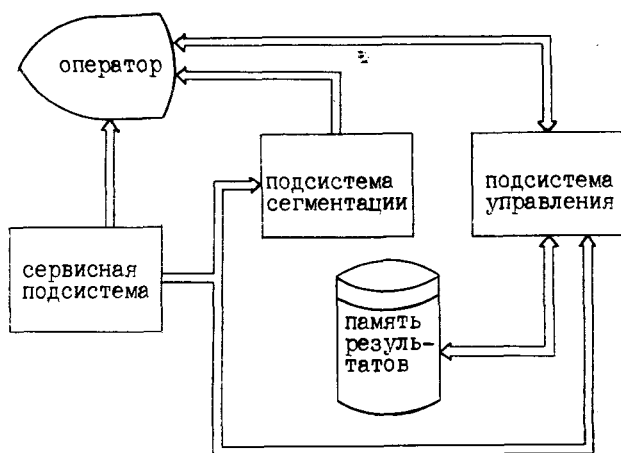 оператор
подсистема
сегментации
подсистема
управления
сервисная
подсистема
память
резуль-
татов